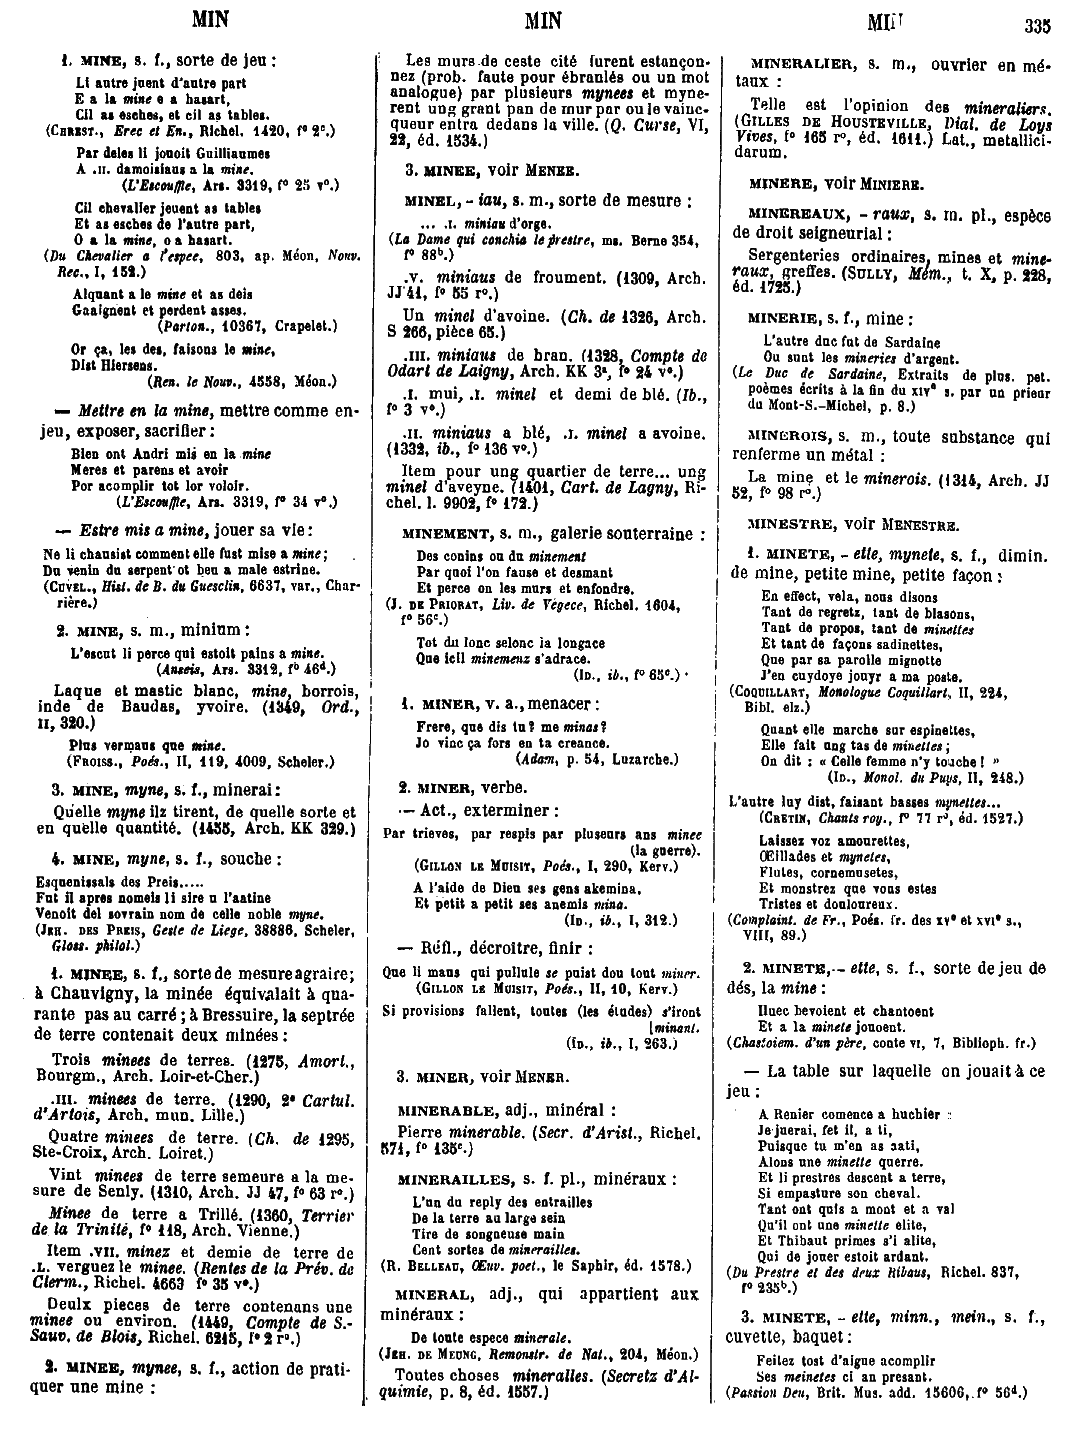 MIN
MIN
MIN
335
1. MINE, s. f., sorte de jeu :
Li autre juent d'autre part
E a la mine e a hasart,
Cil as esches, et cil as tables.
(CHREST., Erec et En., Richel. 1420, f° 2c.)
Par deles li jouoit Guilliaumes
A .II. damoisiaus a la mine.
(L'Escouffle, Ars. 3319, f° 25 v°.)
Cil chevalier jeuent as tables
Et as esches de l'autre part,
O a la mine, o a hasart.
(Du Chevalier a l'espee, 803, ap. Méon, Nouv.
Rec., I, 152.)
Alquant a le mine et as deis
Gaaignent et perdent asses.
(Parton., 10367, Crapelet.)
Or ça, les des, faisons le mine,
Dist Hiersens.
(Ren. le Nouv., 4558, Méon.)
— Mettre en la mine, mettre comme en-
jeu, exposer, sacrifier :
Bien ont Andri mis en la mine
Meres et parens et avoir
Por acomplir tot lor voloir.
(L'Escouffle, Ars. 3319, f° 34 v°.)
— Estre mis a mine, jouer sa vie :
Ne li chausist comment elle fust mise a mine ;
Du venin du serpent ot beu a male estrine.
(CUVEL., Hist. de B. du Guesclin, 6637, var., Char-
rière.)
2. MINE, s. m., minium :
L'escut li perce qui estoit pains a mine.
(Anseis, Ars. 3312, f° 46d.)
Laque et mastic blanc, mine, borrois,
inde de Baudas, yvoire. (1349, Ord.,
II, 320.)
Plus vermaus que mine.
(FROISS., Poés., II, 119, 4009, Scheler.)
3. MINE, myne, s. f., minerai :
Quelle myne ilz tirent, de quelle sorte et
en quelle quantité. (1455, Arch. KK 329.)
4. MINE, myne, s. f., souche :
Esquenissals des Preis.....
Fut il apres nomeis li sire u l'astine
Venoit del sovrain nom de celle noble myne.
(JEH. DES PREIS, Geste de Liege, 38886, Scheler,
Gloss. philol.)
1. MINEE, s. f., sorte de mesure agraire ;
à Chauvigny, la minée équivalait à qua-
rante pas au carré ; à Bressuire, la septrée
de terre contenait deux minées :
Trois minees de terres. (1275, Amorl.,
Bourgm., Arch. Loir-et-Cher.)
.III. minees de terre. (1290, 2e Cartul.
d'Artois, Arch. mun. Lille.)
Quatre minees de terre. (Ch. de 1295,
Ste-Croix, Arch. Loiret.)
Vint minees de terre semeure a la me-
sure de Senly. (1310, Arch. JJ 47, f° 63 r°.)
Minee de terre a Trillé. (1360, Terrier
de la Trinité, f° 118, Arch. Vienne.)
Item .VII. minez et demie de terre de
.L. verguez le minee. (Rentes de la Prév. de
Clerm., Richel. 4663 f° 35 v°.)
Deulx pieces de terre contenans une
minee ou environ. (1449, Compte de S.-
Sauv. de Blois, Richel. 6215, f° 2 r°.)
2. MINEE, mynee, s. f., action de prati-
quer une mine :
Les murs de ceste cité furent estançon-
nez (prob. faute pour ébranlés ou un mot
analogue) par plusieurs mynees et myne-
rent ung grant pan de mur par ou le vainc-
queur entra dedans la ville. (Q. Curse, VI,
22, éd. 1534.)
3. MINEE, voir MENEE.
MINEL, - iau, s. m., sorte de mesure :
... .I. miniau d'orge.
(La Dame qui conchia le prestre, ms. Berne 354,
f° 88b.)
.V. miniaus de froument. (1309, Arch.
JJ 41, f° 55 r°.)
Un minel d'avoine. (Ch. de 1326, Arch.
S 266, pièce 65.)
.III. miniaus de bran. (1328, Compte de
Odart de Laigny, Arch. KK 3a, f° 24 v°.)
.I. mui, .I. minel et demi de blé. (Ib.,
f° 3 v°.)
.II. miniaus a blé, .I. minel a avoine.
(1332, ib., f° 136 v°.)
Item pour ung quartier de terre... ung
minel d'aveyne. (1401, Cart. de Lagny, Ri-
chel. l. 9902, f° 172.)
MINEMENT, s. m., galerie souterraine :
Des conins ou du minement
Par quoi l'on fause et desmant
Et perce on les murs et enfondre.
(J. DE PRIORAT, Liv. de Vegece, Richel. 1604,
f° 56c.)
Tot du lonc selonc la longace
Que icil minemenz s'adrace.
(ID., ib., f° 65c.)
1. MINER, v. a., menacer :
Frere, que dis tu ? me minas ?
Jo vinc ça fors en ta creance.
(Adam, p. 54, Luzarche.)
2. MINER, verbe.
— Act., exterminer :
Par trieves, par respis par pluseurs ans minee
(la guerre).
(GILLON LE MUISIT, Poés., I, 290, Kerv.)
A l'aide de Dieu ses gens akemina,
Et petit a petit ses anemis mina.
(ID., ib., I, 312.)
— Réfl., décroître, finir :
Que li maus qui pullule se puist dou tout miner.
(GILLON LE MUISIT, Poés., II, 10, Kerv.)
Si provisions fallent, toutes (les études) s'iront
[minant.
(ID., ib., I, 263.)
3. MINER, voir MENER.
MINERABLE, adj., minéral :
Pierre minerable. (Secr. d'Arist., Richel.
571, f° 135c.)
MINERAILLES, s. f. pl., minéraux :
L'un du reply des entrailles
De la terre au large sein
Tire de songneuse main
Cent sortes de minerailles.
(R. BELLEAU, Œuv. poet., le Saphir, éd. 1578.)
MINERAL, adj., qui appartient aux
minéraux :
De toute espece minerale.
(JEH. DE MEUNG, Remonstr. de Nat., 204, Méon.)
Toutes choses mineralles. (Secretz d'Al-
quimie, p. 8, éd. 1557.)
MINERALIER, s. m., ouvrier en mé-
taux :
Telle est l'opinion des mineraliers.
(GILLES DE HOUSTEVILLE, Dial. de Loys
Vives, f° 165 r°, éd. 1611.) Lat., metallici-
darum.
MINERE, voir MINIERE.
MINEREAUX, - raux, s. m. pl., espèce
de droit seigneurial :
Sergenteries ordinaires, mines et mine-
raux, greffes. (SULLY, Mém., t. X, p. 228,
éd. 1725.)
MINERIE, s. f., mine :
L'autre duc fut de Sardaine
Ou sunt les mineries d'argent.
(Le Duc de Sardaine, Extraits de plus. pet.
poèmes écrits à la fin du XIVe s. par un prieur
du Mont-S.-Michel, p. 8.)
MINEROIS, s. m., toute substance qui
renferme un métal :
La mine et le minerois. (1314, Arch. JJ
52, f° 98 r°.)
MINESTRE, voir MENESTRE.
1. MINETE, - ette, mynete, s. f., dimin.
de mine, petite mine, petite façon :
En effect, vela, nous disons
Tant de regretz, tant de blasons,
Tant de propos, tant de minettes
Et tant de façons sadinettes,
Que par sa parolle mignotte
J'en cuydoye jouyr a ma poste.
(COQUILLART, Monologue Coquillart, II, 224,
Bibl. elz.)
Quant elle marche sur espinettes,
Elle fait ung tas de minettes ;
On dit : « Celle femme n'y touche ! »
(ID., Monol. du Puys, II, 248.)
L'autre luy dist, faisant basses mynettes...
(CRETIN, Chants roy., f° 77 r°, éd. 1527.)
Laissez voz amourettes,
Œillades et mynetes,
Flutes, cornemusetes,
Et monstrez que vous estes
Tristes et douloureux.
(Complaint. de Fr., Poés. fr. des XVe et XVIe s.,
VIII, 89.)
2. MINETE, - ette, s. f., sorte de jeu de
dés, la mine :
Iluec bevoient et chantoent
Et a la minete jouoent.
(Chastoiem. d'un père, conte VI, 7, Biblioph. fr.)
— La table sur laquelle on jouait à ce
jeu :
A Renier comence a huchier :
Je juerai, fet il, a ti,
Puisque tu m'en as aati,
Alons une minette querre.
Et li prestres descent a terre,
Si empasture son cheval.
Tant ont quis a mont et a val
Qu'il ont une minette elite,
Et Thibaut primes s'i alite,
Qui de jouer estoit ardant.
(Du Prestre et des deux Ribaus, Richel. 837,
f° 235b.)
3. MINETE, - ette, minn., mein., s. f.,
cuvette, baquet :
Feitez tost d'aigue acomplir
Ses meinetes ci an presant.
(Passion Deu, Brit. Mus. add. 15606, f° 56d.)